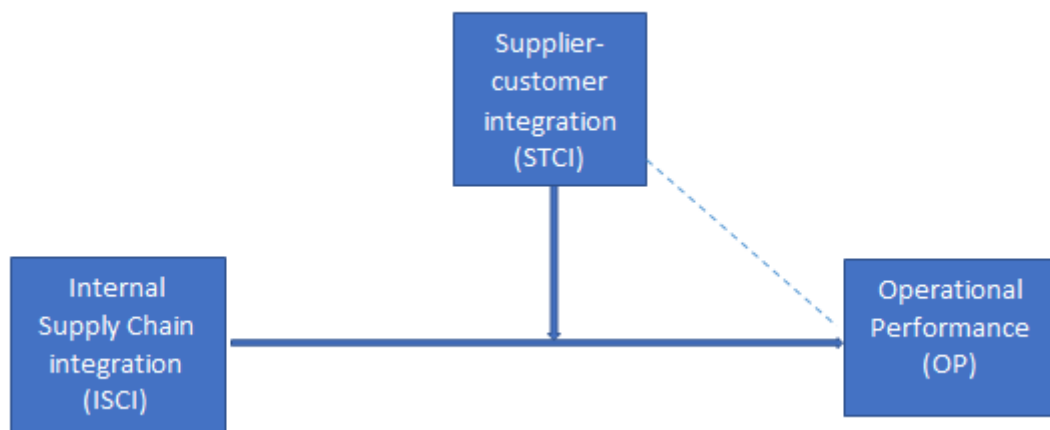 Supplier-
customer
integration
(STCI)
Internal
Supply Chain
integration
(ISCI)
Operational
Performance
(OP)